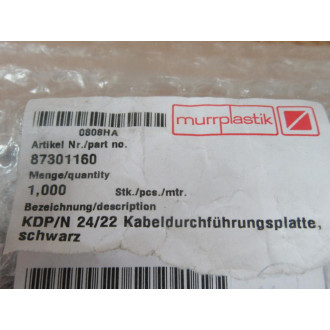 murrplastik
0808HA
Artikel Nr./part no.
87301160
Menge/quantity
1,000 Stk./pcs./mtr.
Bezeichnung/description
KDP/N 24/22 Kabeldurchführungsplatte,
schwarz